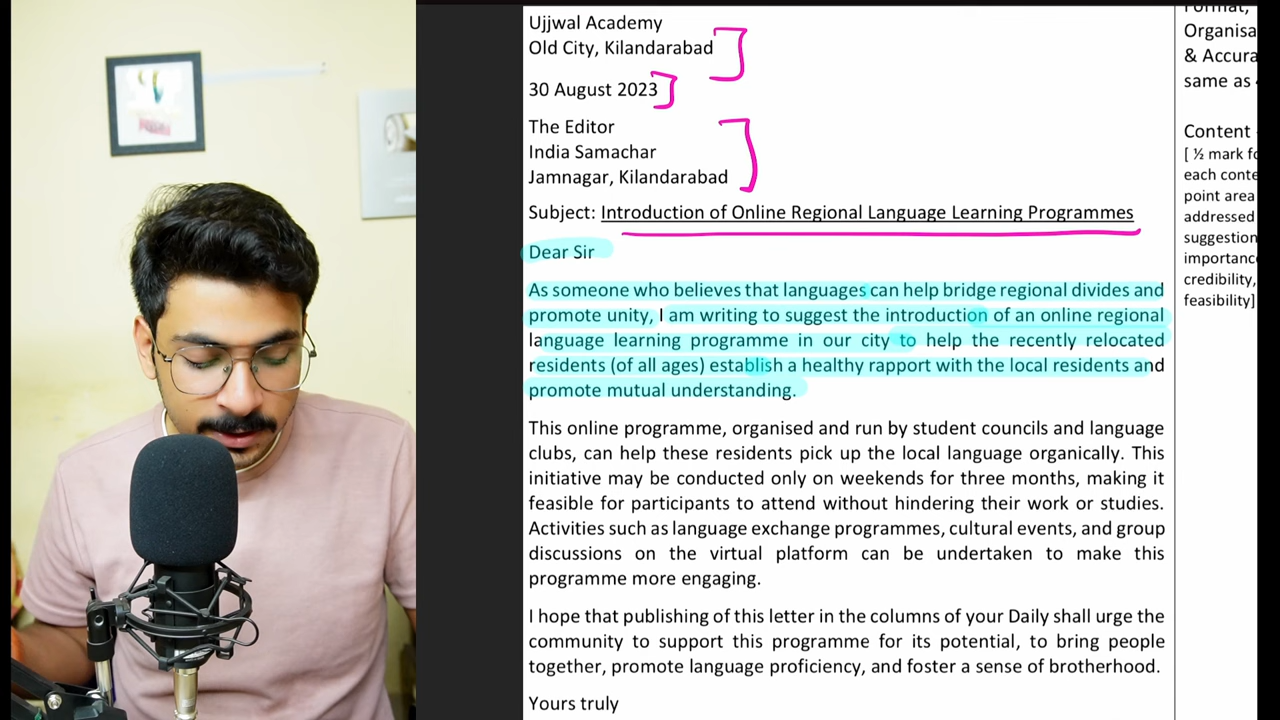 Ujjwal Academy
Old City, Kilandarabad
30 August 2023
The Editor
India Samachar
Jamnagar, Kilandarabad
Subject: Introduction of Online Regional Language Learning Programmes
Dear Sir
As someone who believes that languages can help bridge regional divides and
promote unity, I am writing to suggest the introduction of an online regional
language learning programme in our city to help the recently relocated
residents (of all ages) establish a healthy rapport with the local residents and
promote mutual understanding.
This online programme, organised and run by student councils and language
clubs, can help these residents pick up the local language organically. This
initiative may be conducted only on weekends for three months, making it
feasible for participants to attend without hindering their work or studies.
Activities such as language exchange programmes, cultural events, and group
discussions on the virtual platform can be undertaken to make this
programme more engaging.
I hope that publishing of this letter in the columns of your Daily shall urge the
community to support this programme for its potential, to bring people
together, promote language proficiency, and foster a sense of brotherhood.
Yours truly
Format,
Organisa
& Accura
same as
Content
[ ½ mark fo
each conte
point area
addressed
suggestion
importanc
credibility,
feasibility]